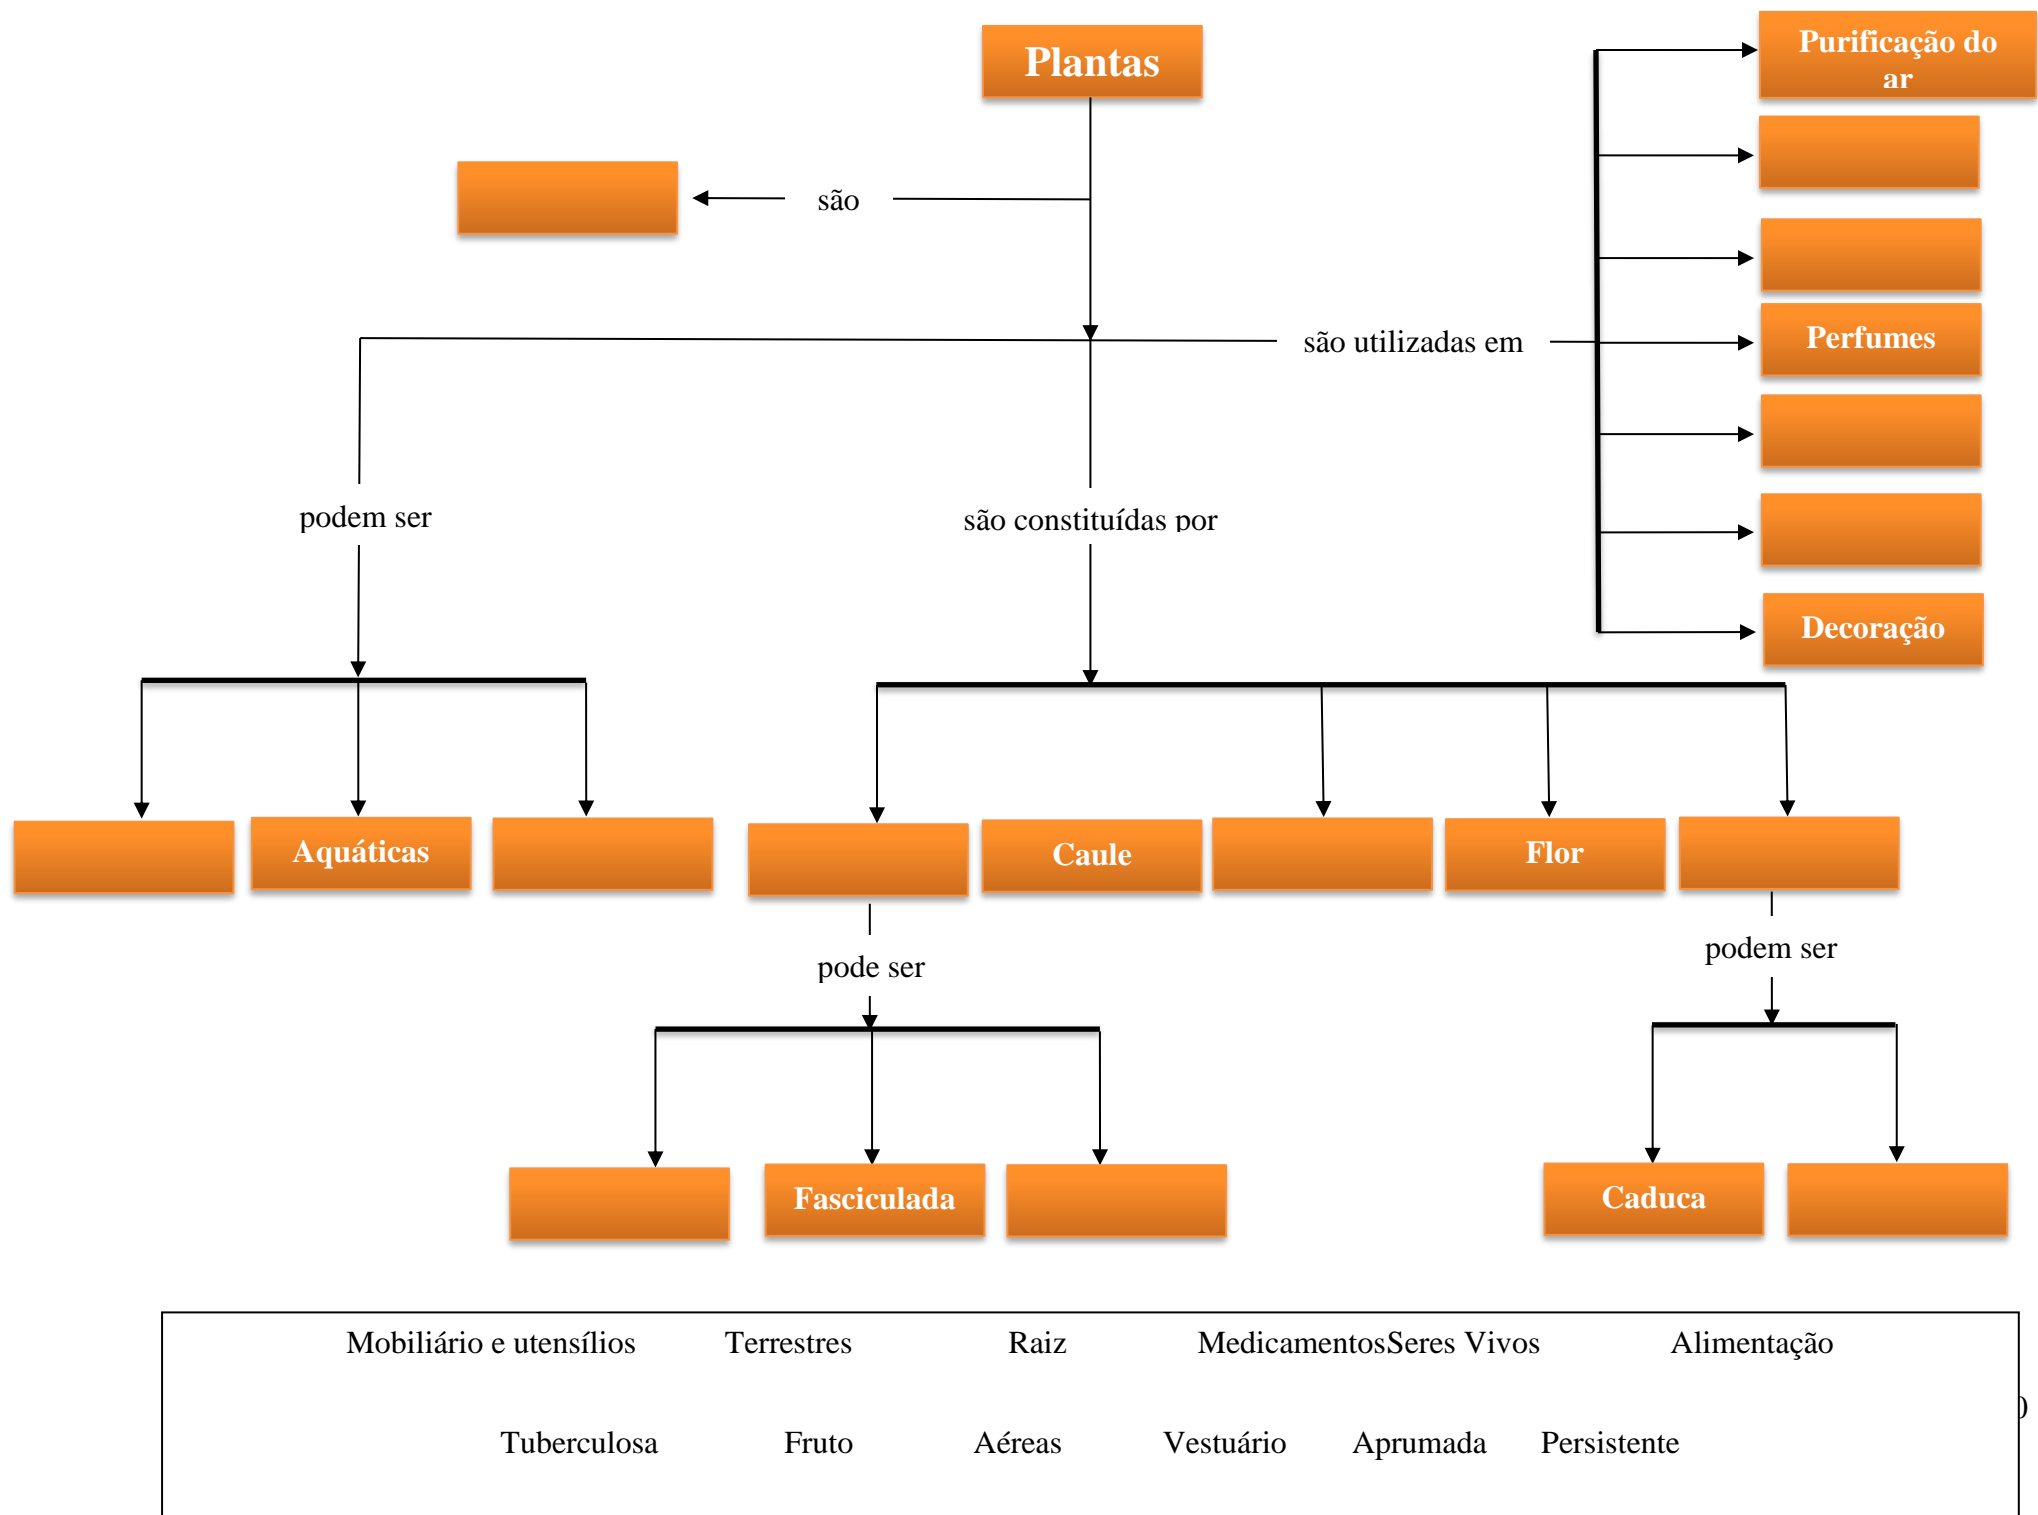 Plantas
Purificação do
ar
são
são utilizadas em
Perfumes
podem ser
são constituídas por
Decoração
Aquáticas
Caule
Flor
pode ser
podem ser
Fasciculada
Caduca
Mobiliário e utensílios Terrestres Raiz MedicamentosSeres Vivos Alimentação
Tuberculosa Fruto Aéreas Vestuário Aprumada Persistente